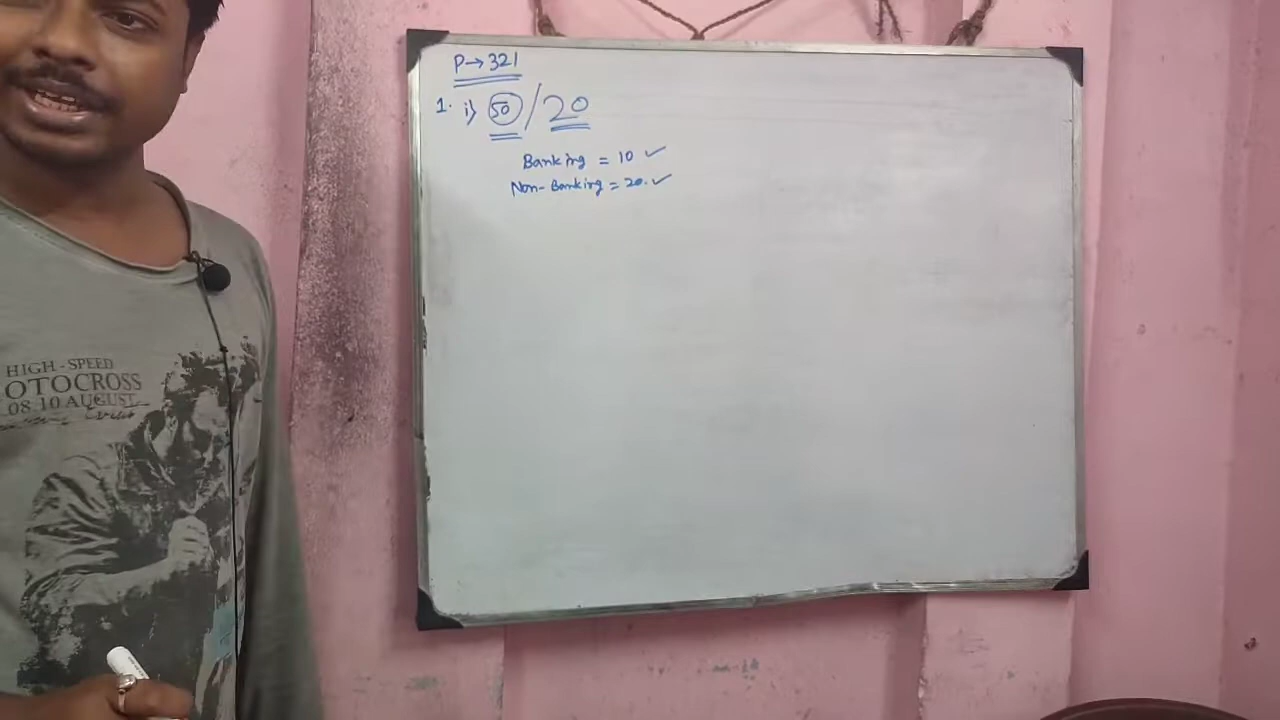 P→321
1. i) 50 / 20
Banking = 10 ✓
Non-Banking = 20. ✓
HIGH-SPEED
OTOCROSS
08 10 AUGUST